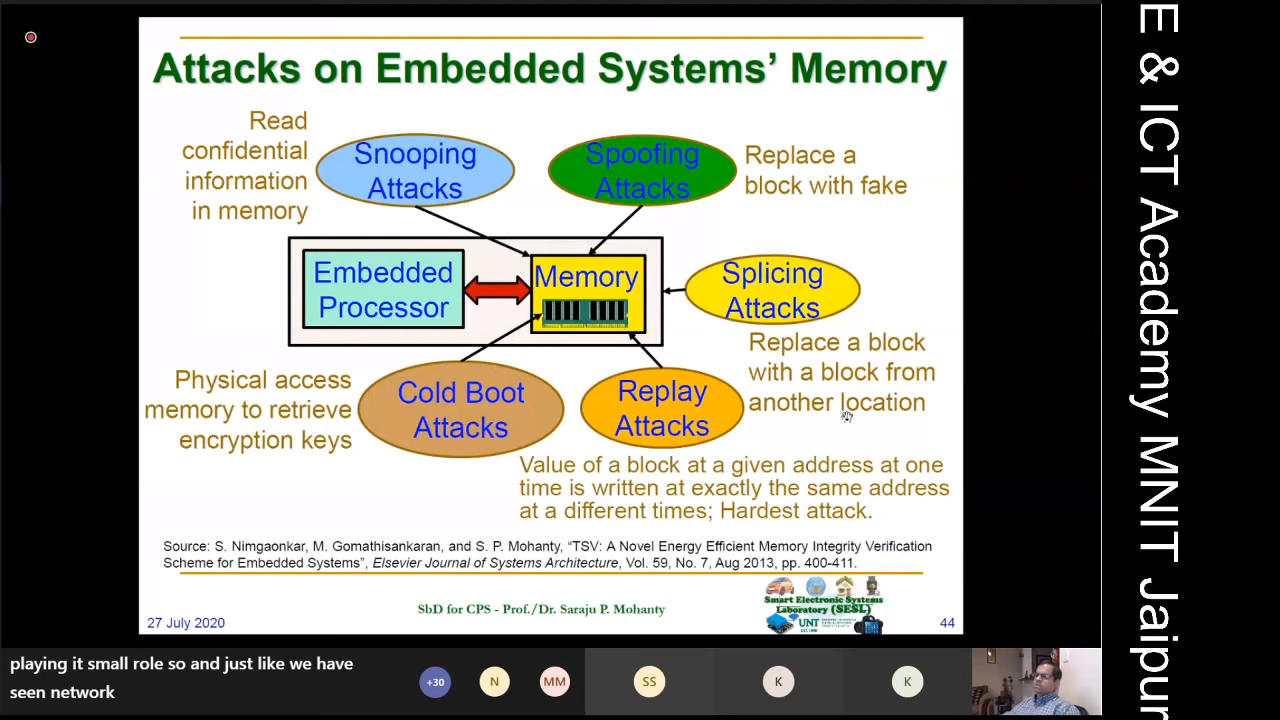 Attacks on Embedded Systems’ Memory
Read
confidential
information
in memory
Snooping
Attacks
Spoofing
Attacks
Replace a
block with fake
Embedded
Processor
Memory
Splicing
Attacks
Replace a block
with a block from
another location
Physical access
memory to retrieve
encryption keys
Cold Boot
Attacks
Replay
Attacks
Value of a block at a given address at one
time is written at exactly the same address
at a different times; Hardest attack.
Source: S. Nimgaonkar, M. Gomathisankaran, and S. P. Mohanty, “TSV: A Novel Energy Efficient Memory Integrity Verification
Scheme for Embedded Systems”, Elsevier Journal of Systems Architecture, Vol. 59, No. 7, Aug 2013, pp. 400-411.
27 July 2020
SbD for CPS - Prof./Dr. Saraju P. Mohanty
Smart Electronic Systems
Laboratory (SESL)
UNT
44
playing it small role so and just like we have
seen network
+30
N
MM
SS
K
K
E & ICT Academy MNIT Jaipur